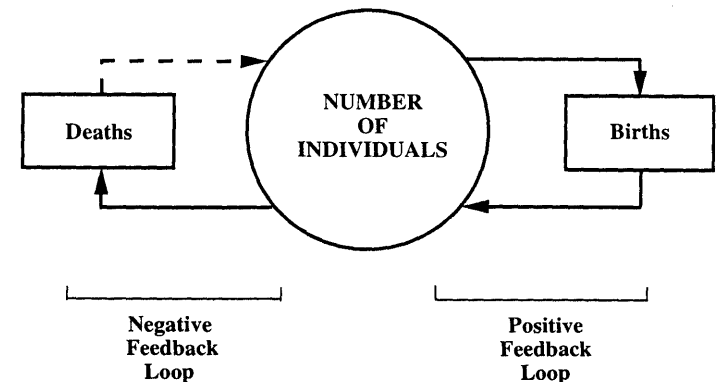 NUMBER
OF
INDIVIDUALS
Deaths
Births
Negative
Feedback
Loop
Positive
Feedback
Loop